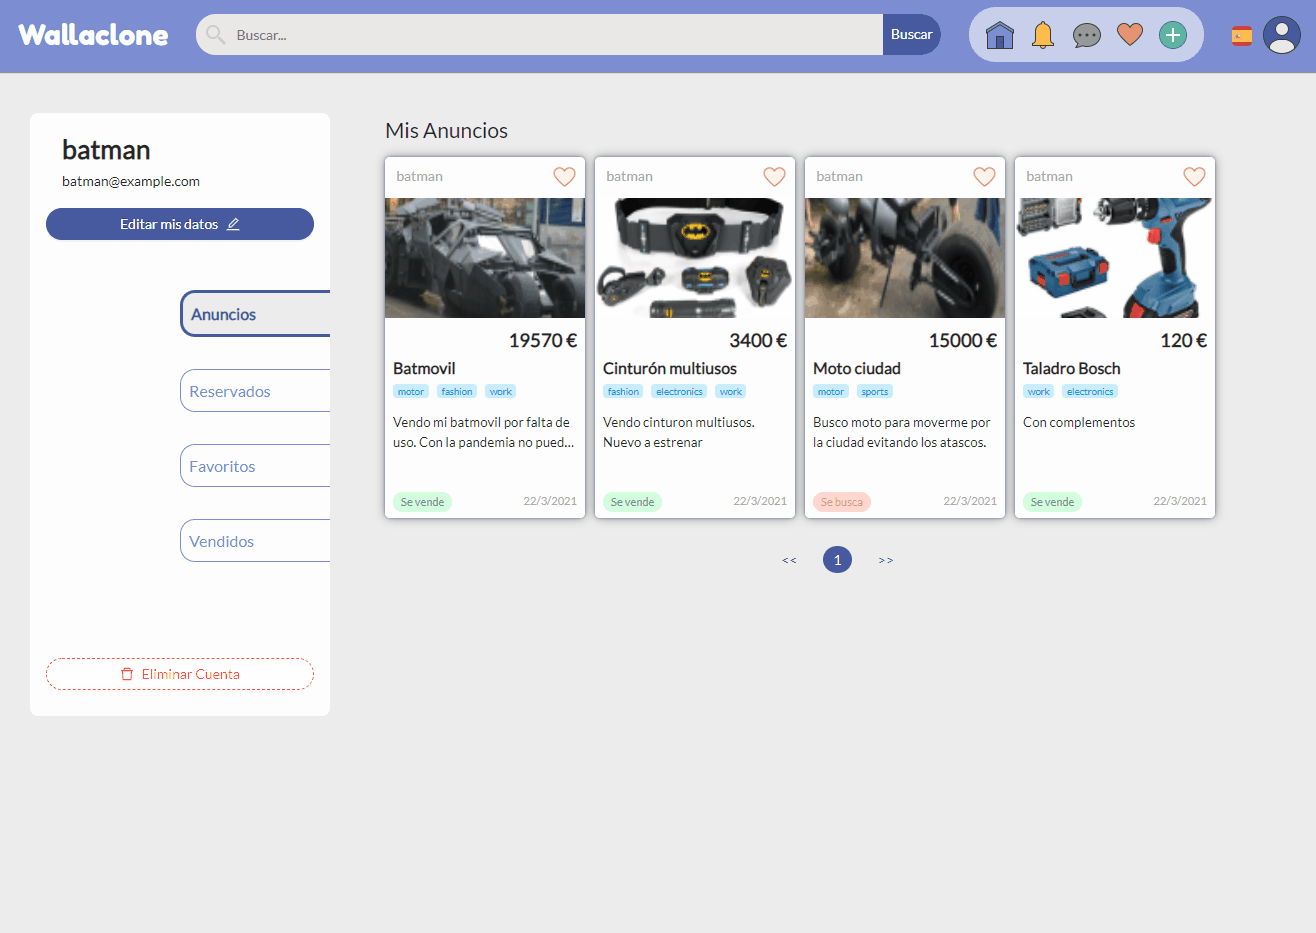 Wallaclone
Buscar...
Buscar
batman
batman@example.com
Editar mis datos
Anuncios
Reservados
Favoritos
Vendidos
Eliminar Cuenta
Mis Anuncios
batman
19570 €
Batmovil
motor fashion work
Vendo mi batmovil por falta de
uso. Con la pandemia no pued...
Se vende 22/3/2021
batman
3400 €
Cinturón multiusos
fashion electronics work
Vendo cinturon multiusos.
Nuevo a estrenar
Se vende 22/3/2021
batman
15000 €
Moto ciudad
motor sports
Busco moto para moverme por
la ciudad evitando los atascos.
Se busca 22/3/2021
batman
120 €
Taladro Bosch
work electronics
Con complementos
Se vende 22/3/2021
<< 1 >>